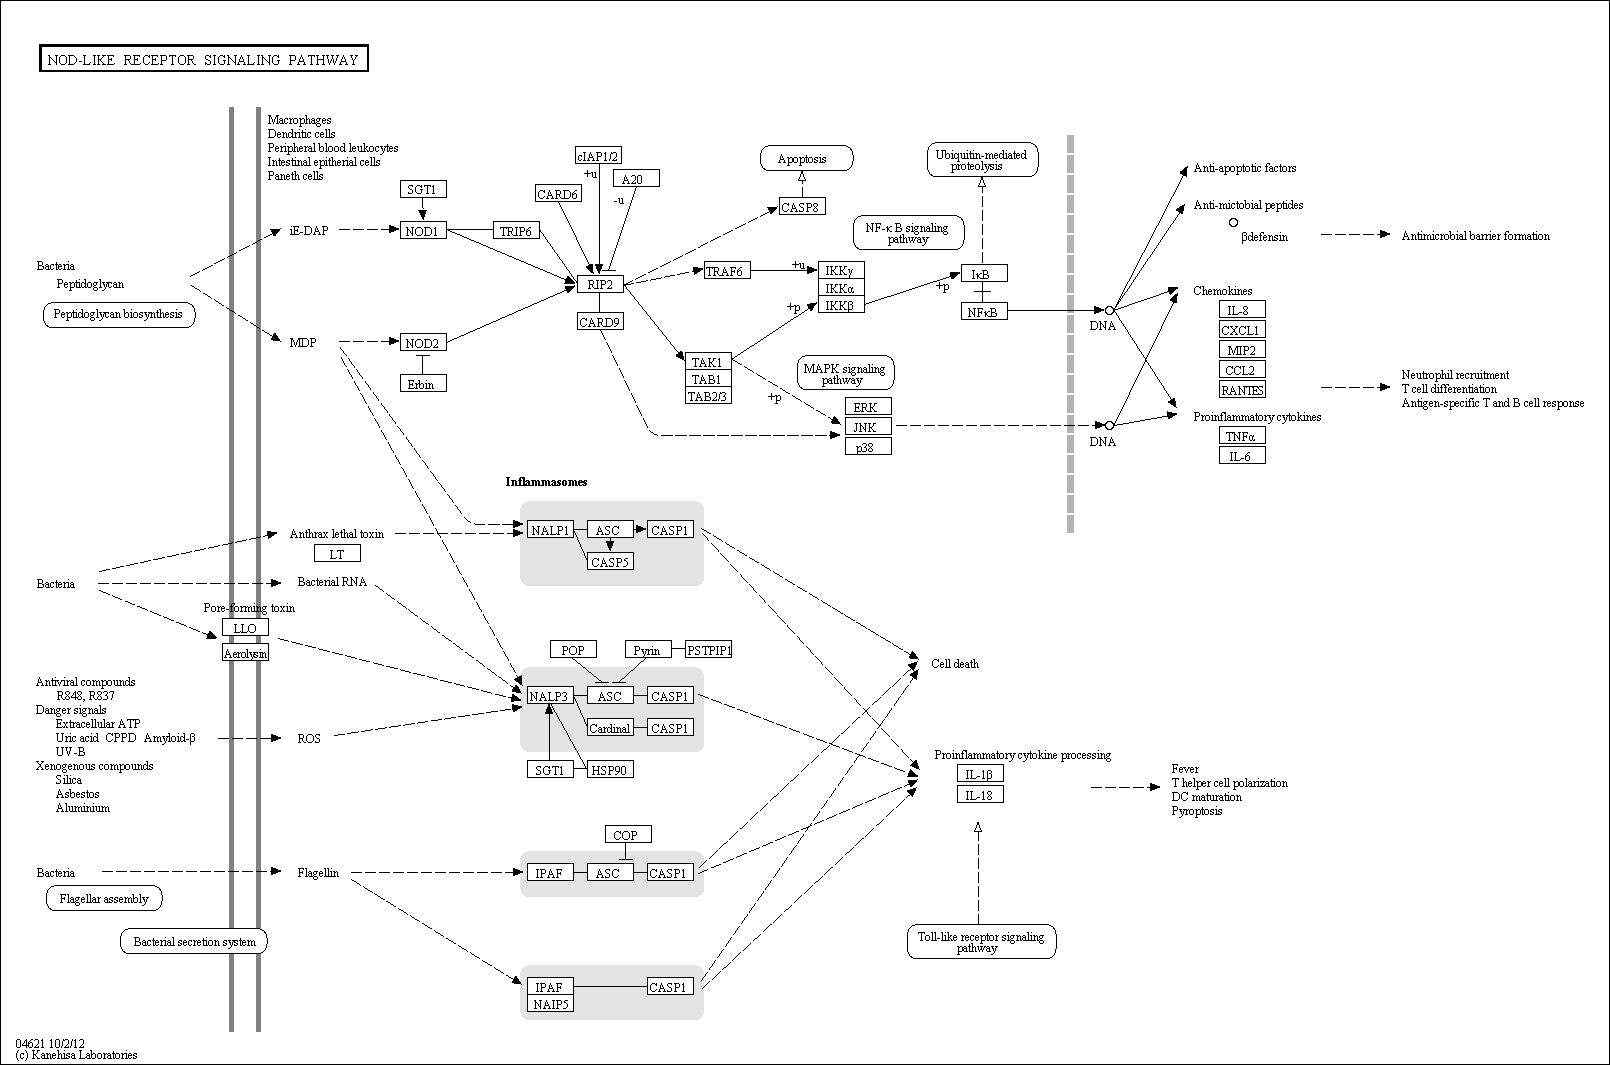 NOD-LIKE RECEPTOR SIGNALING PATHWAY
Macrophages
Dendritic cells
Peripheral blood leukocytes
Intestinal epitherial cells
Paneth cells
SGT1
NOD1
TRIP6
cIAP1/2
+u
A20
-u
CARD6
RIP2
CARD9
Apoptosis
CASP8
Ubiquitin-mediated
proteolysis
NF-κ B signaling
pathway
TRAF6
+u
IKKγ
IKKα
IKKβ
+p
+p
IκB
NFκB
DNA
Anti-apoptotic factors
Anti-mictobial peptides
βdefensin
Antimicrobial barrier formation
Chemokines
IL-8
CXCL1
MIP2
CCL2
RANTES
Neutrophil recruitment
T cell differentiation
Antigen-specific T and B cell response
Proinflammatory cytokines
TNFα
IL-6
DNA
iE-DAP
Bacteria
Peptidoglycan
Peptidoglycan biosynthesis
MDP
NOD2
Erbin
TAK1
TAB1
TAB2/3
+p
MAPK signaling
pathway
ERK
JNK
p38
Inflammasomes
NALP1
ASC
CASP1
CASP5
Anthrax lethal toxin
LT
Bacteria
Bacterial RNA
Pore-forming toxin
LLO
Aerolysin
POP
Pyrin
PSTPIP1
NALP3
ASC
CASP1
Cardinal
CASP1
SGT1
HSP90
Cell death
Antiviral compounds
R848, R837
Danger signals
Extracellular ATP
Uric acid CPPD Amyloid-β
UV-B
Xenogenous compounds
Silica
Asbestos
Aluminium
ROS
Proinflammatory cytokine processing
IL-1β
IL-18
Fever
T helper cell polarization
DC maturation
Pyroptosis
COP
Bacteria
Flagellin
IPAF
ASC
CASP1
Flagellar assembly
Bacterial secretion system
Toll-like receptor signaling
pathway
IPAF
CASP1
NAIP5
04621 10/2/12
(c) Kanehisa Laboratories